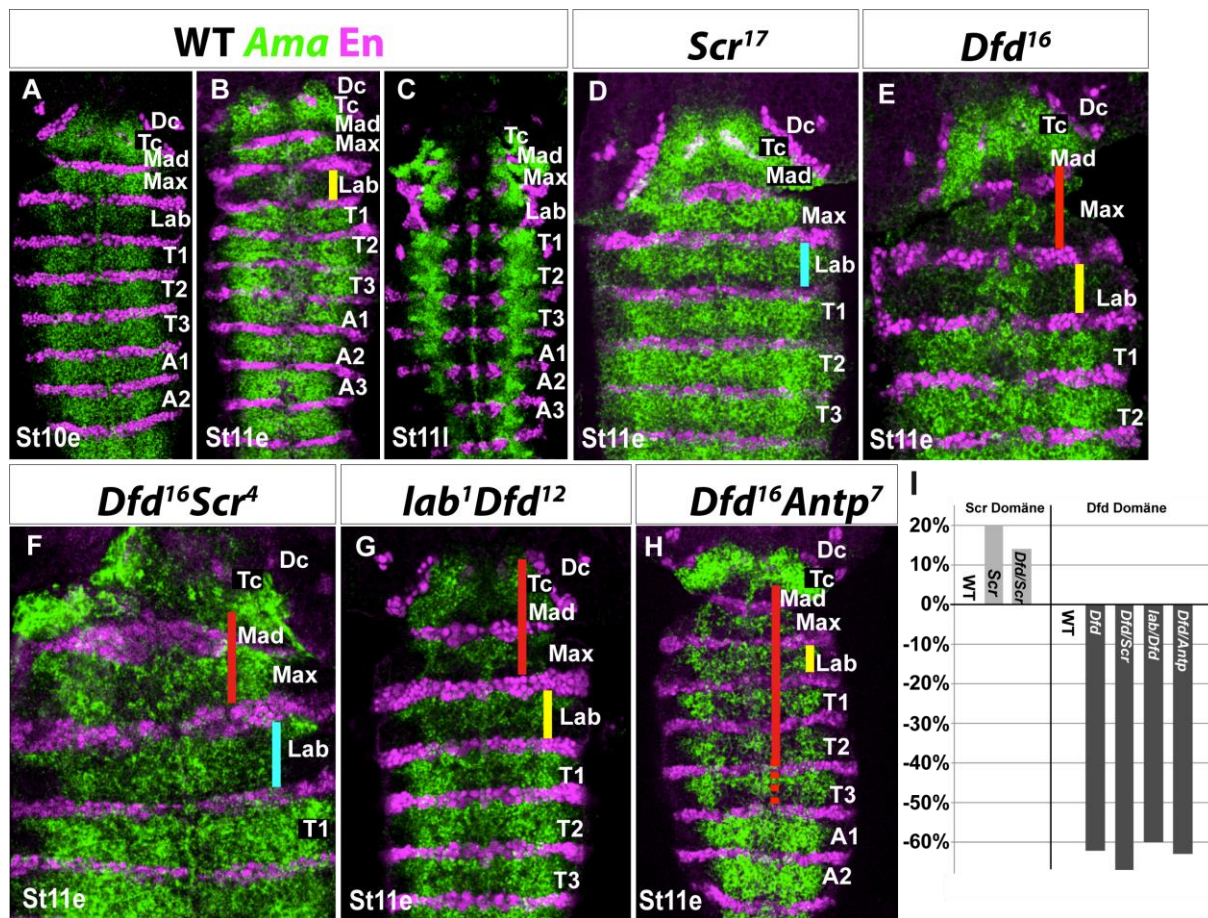 WT Ama En
Scr17
Dfd16
A
Dc
Tc
Mad
Max
Lab
T1
T2
T3
A1
A2
St10e
B
Dc
Tc
Mad
Max
Lab
T1
T2
T3
A1
A2
A3
St11e
C
Tc
Mad
Max
Lab
T1
T2
T3
A1
A2
A3
St11l
D
Dc
Tc
Mad
Max
Lab
T1
T2
T3
St11e
E
Dc
Tc
Mad
Max
Lab
T1
T2
St11e
Dfd16Scr4
lab1Dfd12
Dfd16Antp7
F
Dc
Tc
Mad
Max
Lab
T1
St11e
G
Dc
Tc
Mad
Max
Lab
T1
T2
T3
St11e
H
Dc
Tc
Mad
Max
Lab
T1
T2
T3
A1
A2
St11e
I
Scr Domäne
Dfd Domäne
20%
10%
0%
-10%
-20%
-30%
-40%
-50%
-60%
WT
Scr
Dfd/Scr
WT
Dfd
Dfd/Scr
lab/Dfd
Dfd/Antp